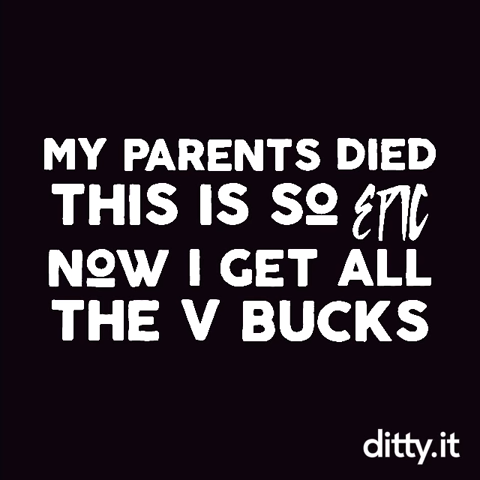 MY PARENTS DIED
THIS IS SO EPIC
NOW I GET ALL
THE V BUCKS
ditty.it